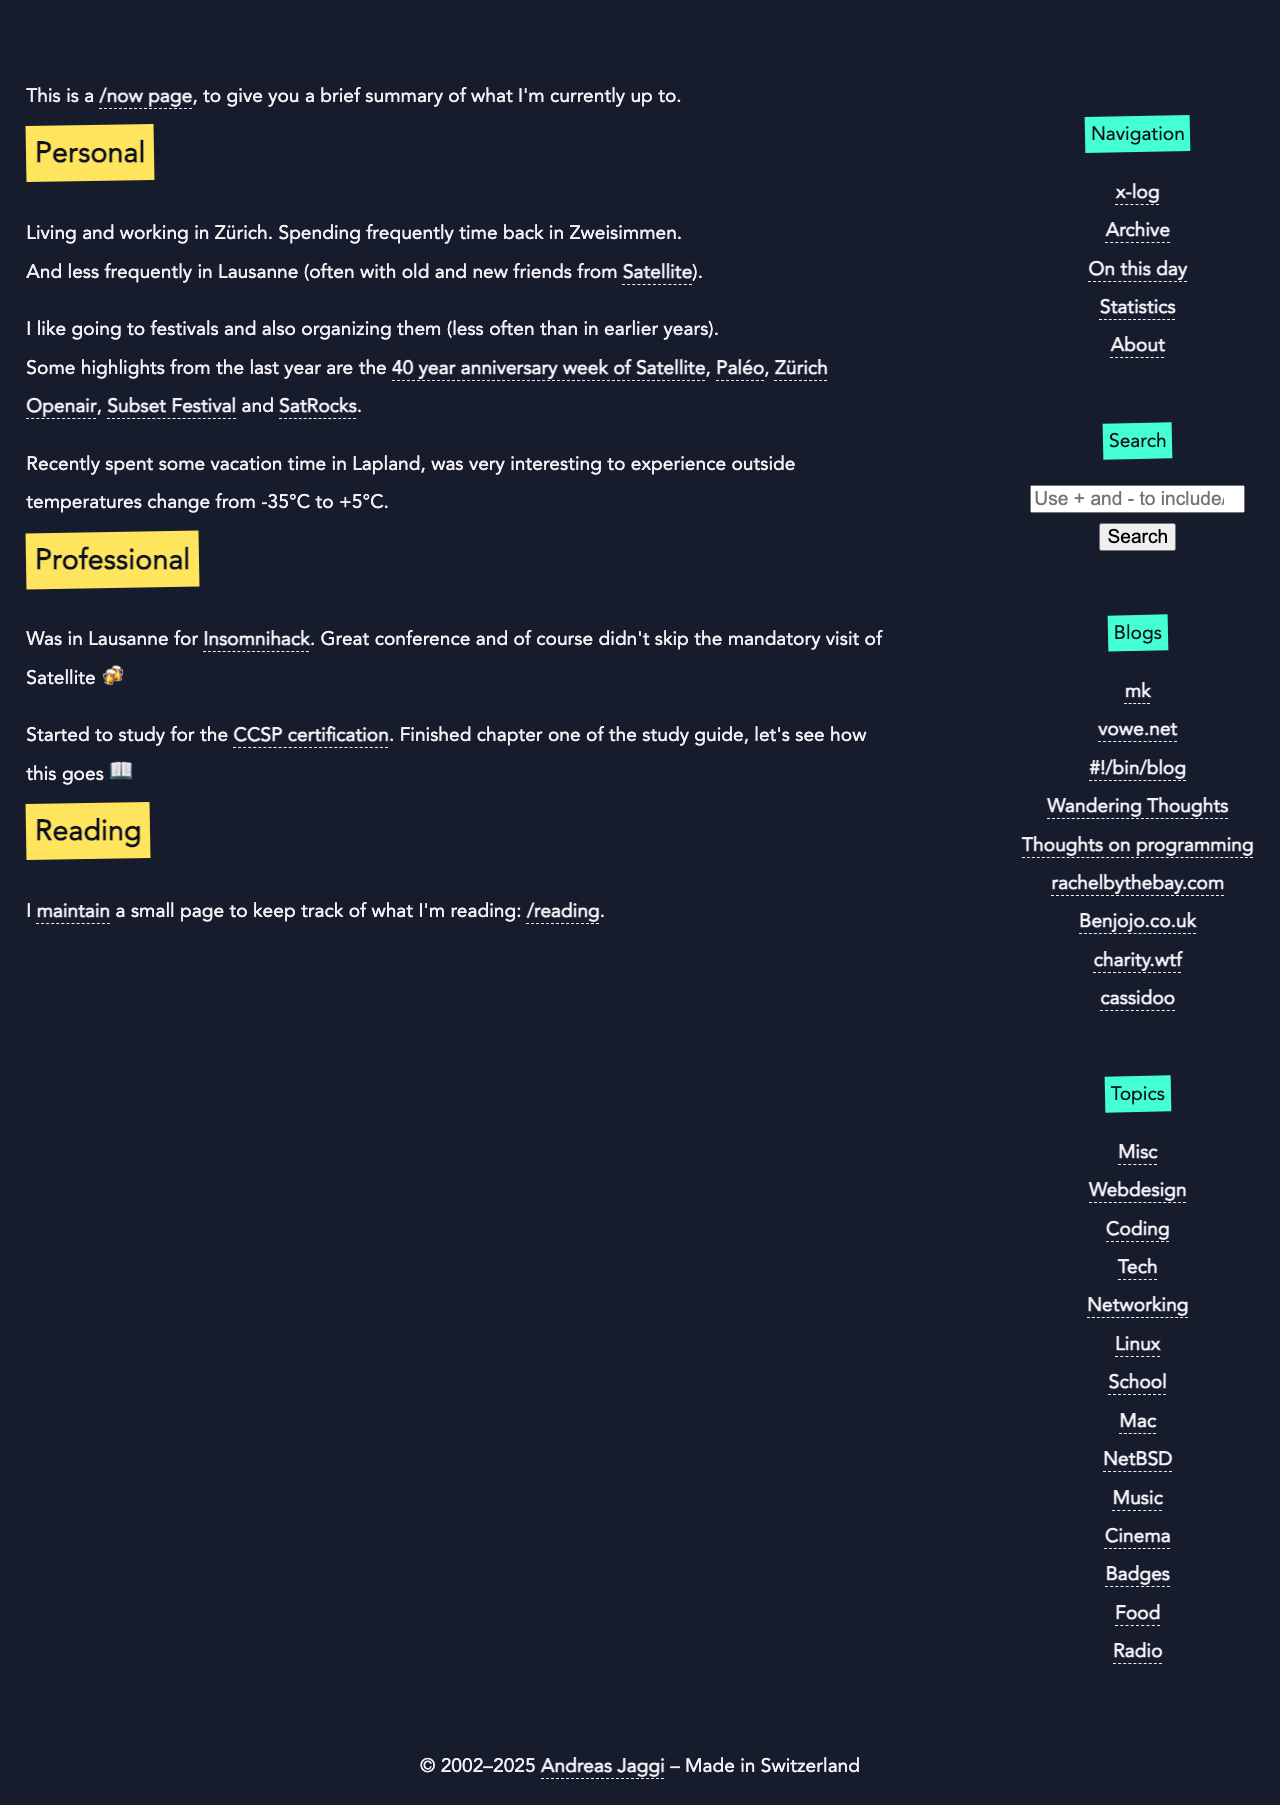 This is a /now page, to give you a brief summary of what I'm currently up to.
Personal
Living and working in Zürich. Spending frequently time back in Zweisimmen.
And less frequently in Lausanne (often with old and new friends from Satellite).
I like going to festivals and also organizing them (less often than in earlier years).
Some highlights from the last year are the 40 year anniversary week of Satellite, Paléo, Zürich
Openair, Subset Festival and SatRocks.
Recently spent some vacation time in Lapland, was very interesting to experience outside
temperatures change from -35°C to +5°C.
Professional
Was in Lausanne for Insomnihack. Great conference and of course didn't skip the mandatory visit of
Satellite 🍻
Started to study for the CCSP certification. Finished chapter one of the study guide, let's see how
this goes 📖
Reading
I maintain a small page to keep track of what I'm reading: /reading.
Navigation
x-log
Archive
On this day
Statistics
About
Search
Use + and - to include/
Search
Blogs
mk
vowe.net
#!/bin/blog
Wandering Thoughts
Thoughts on programming
rachelbythebay.com
Benjojo.co.uk
charity.wtf
cassidoo
Topics
Misc
Webdesign
Coding
Tech
Networking
Linux
School
Mac
NetBSD
Music
Cinema
Badges
Food
Radio
© 2002–2025 Andreas Jaggi – Made in Switzerland